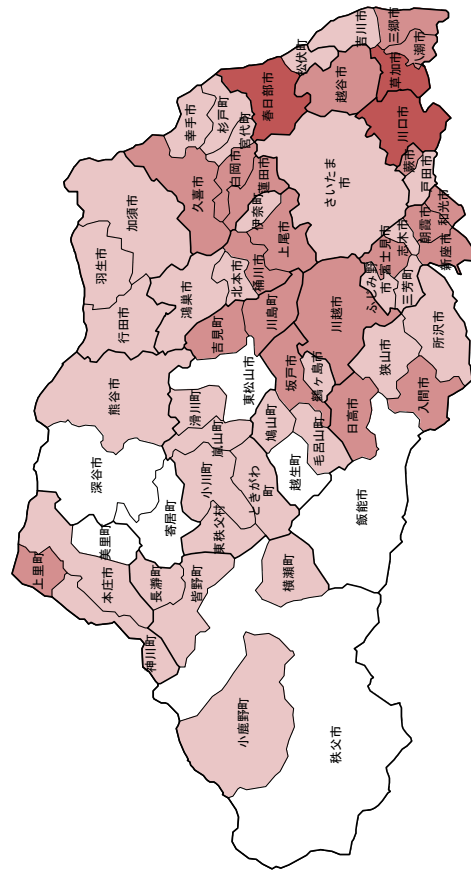 吉川市
三郷市
八潮市
松伏町
草加市
越谷市
春日部市
川口市
幸手市
杉戸町
宮代町
蕨市
戸田市
白岡市
蓮田市
さいたま
市
久喜市
伊奈町
加須市
上尾市
朝霞市
和光市
志木市
新座市
富士見市
羽生市
北本市
桶川市
鴻巣市
ふじみ野
市
三芳町
行田市
川島町
川越市
吉見町
所沢市
狭山市
熊谷市
東松山市
坂戸市
鶴ヶ島市
入間市
滑川町
日高市
鳩山町
毛呂山町
嵐山町
深谷市
小川町
越生町
ときがわ
町
飯能市
寄居町
東秩父村
美里町
横瀬町
皆野町
長瀞町
本庄市
上里町
神川町
小鹿野町
秩父市